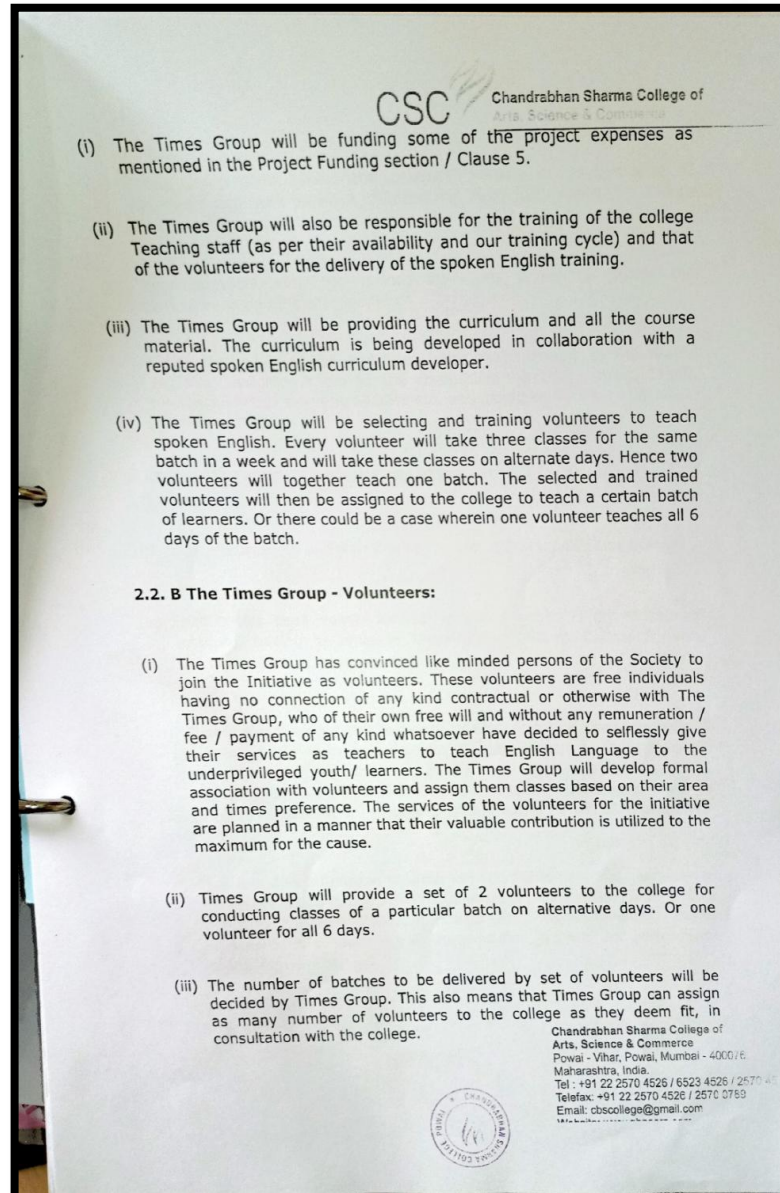 CSC Chandrabhan Sharma College of
Arts, Science & Commerce
(i) The Times Group will be funding some of the project expenses as
mentioned in the Project Funding section / Clause 5.
(ii) The Times Group will also be responsible for the training of the college
Teaching staff (as per their availability and our training cycle) and that
of the volunteers for the delivery of the spoken English training.
(iii) The Times Group will be providing the curriculum and all the course
material. The curriculum is being developed in collaboration with a
reputed spoken English curriculum developer.
(iv) The Times Group will be selecting and training volunteers to teach
spoken English. Every volunteer will take three classes for the same
batch in a week and will take these classes on alternate days. Hence two
volunteers will together teach one batch. The selected and trained
volunteers will then be assigned to the college to teach a certain batch
of learners. Or there could be a case wherein one volunteer teaches all 6
days of the batch.
2.2. B The Times Group - Volunteers:
(i) The Times Group has convinced like minded persons of the Society to
join the Initiative as volunteers. These volunteers are free individuals
having no connection of any kind contractual or otherwise with The
Times Group, who of their own free will and without any remuneration /
fee / payment of any kind whatsoever have decided to selflessly give
their services as teachers to teach English Language to the
underprivileged youth/ learners. The Times Group will develop formal
association with volunteers and assign them classes based on their area
and times preference. The services of the volunteers for the initiative
are planned in a manner that their valuable contribution is utilized to the
maximum for the cause.
(ii) Times Group will provide a set of 2 volunteers to the college for
conducting classes of a particular batch on alternative days. Or one
volunteer for all 6 days.
(iii) The number of batches to be delivered by set of volunteers will be
decided by Times Group. This also means that Times Group can assign
as many number of volunteers to the college as they deem fit, in
consultation with the college.
Chandrabhan Sharma College of
Arts, Science & Commerce
Powai - Vihar, Powai, Mumbai - 400076
Maharashtra, India.
Tel : +91 22 2570 4526 / 6523 4526 / 2570
Telefax: +91 22 2570 4526 / 2570 0789
Email: cbscollege@gmail.com
CHANDRABHAN SHARMA COLLEGE POWAI